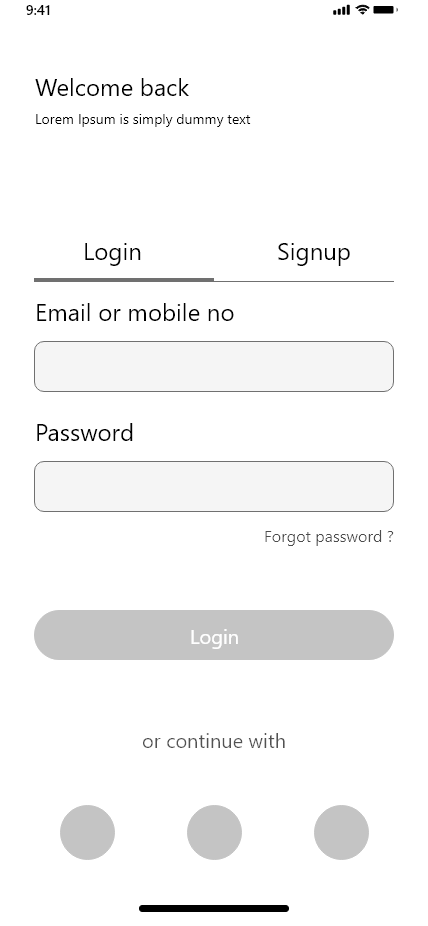 9:41
Welcome back
Lorem Ipsum is simply dummy text
Login Signup
Email or mobile no
Password
Forgot password ?
Login
or continue with